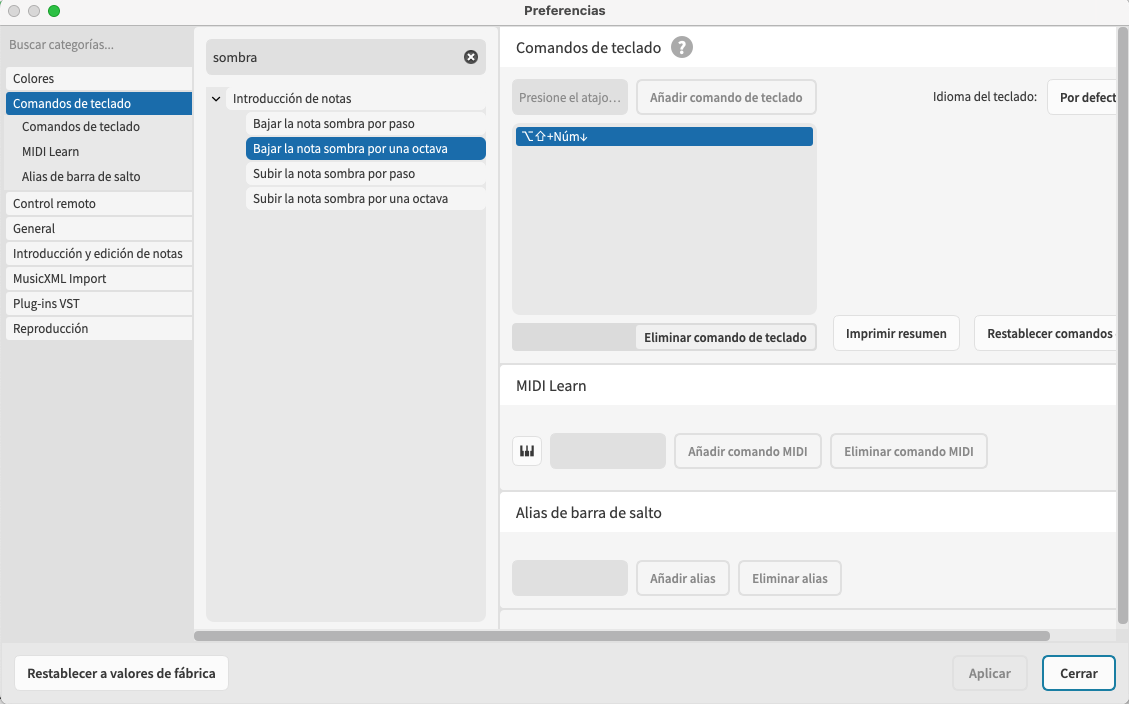 Preferencias
Buscar categorías...
Colores
Comandos de teclado
Comandos de teclado
MIDI Learn
Alias de barra de salto
Control remoto
General
Introducción y edición de notas
MusicXML Import
Plug-ins VST
Reproducción
sombra
Introducción de notas
Bajar la nota sombra por paso
Bajar la nota sombra por una octava
Subir la nota sombra por paso
Subir la nota sombra por una octava
Comandos de teclado ?
Presione el atajo... Añadir comando de teclado
Idioma del teclado: Por defect
⌥⇧+Núm↓
Eliminar comando de teclado
Imprimir resumen
Restablecer comandos
MIDI Learn
Añadir comando MIDI Eliminar comando MIDI
Alias de barra de salto
Añadir alias Eliminar alias
Restablecer a valores de fábrica
Aplicar
Cerrar